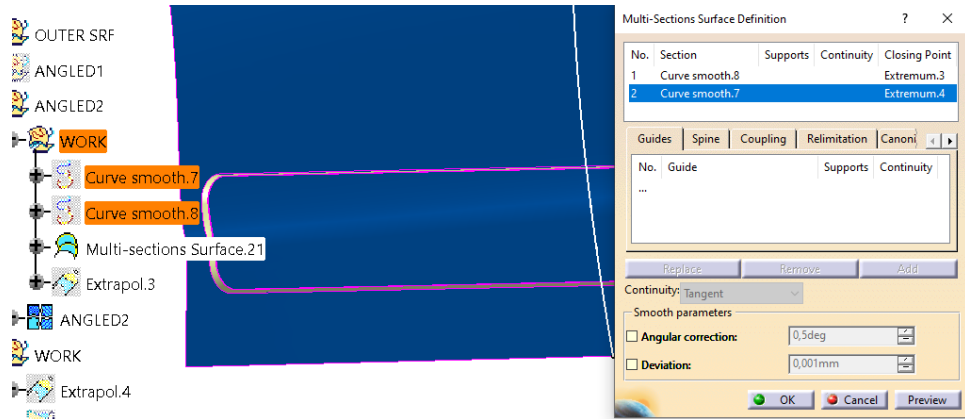 OUTER SRF
ANGLED1
ANGLED2
WORK
Curve smooth.7
Curve smooth.8
Multi-sections Surface.21
Extrapol.3
ANGLED2
WORK
Extrapol.4
Multi-Sections Surface Definition ? ×
No. Section Supports Continuity Closing Point
1 Curve smooth.8 Extremum.3
2 Curve smooth.7 Extremum.4
Guides Spine Coupling Relimitation Canoni
No. Guide Supports Continuity
...
Replace Remove Add
Continuity: Tangent
Smooth parameters
Angular correction: 0,5deg
Deviation: 0,001mm
OK Cancel Preview